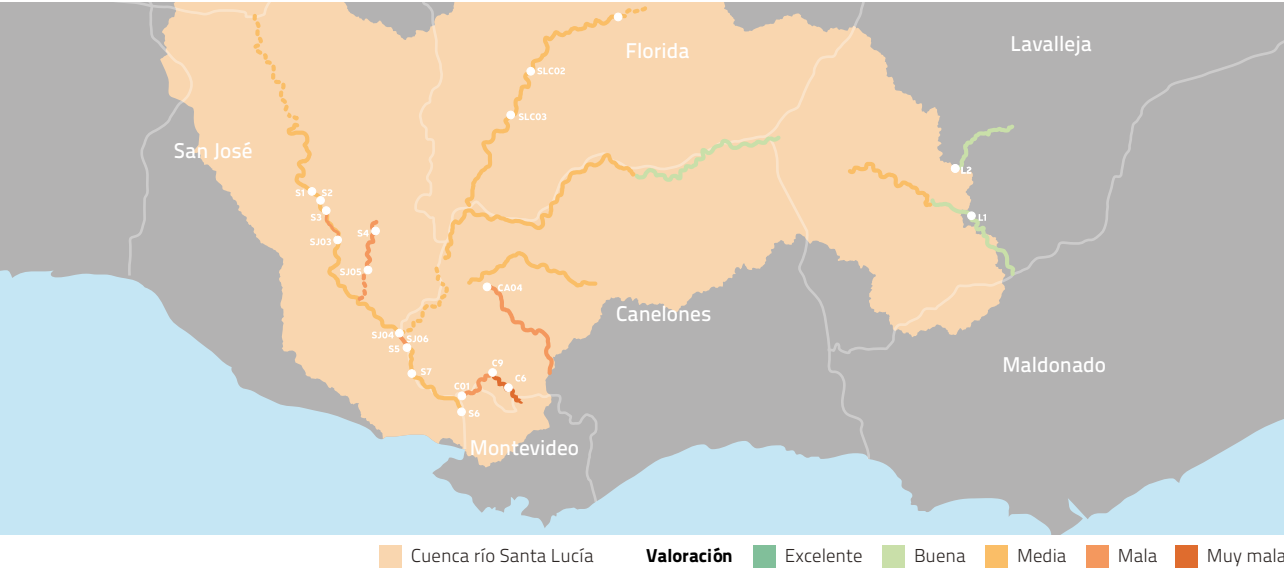 Lavalleja
Florida
SLC02
SLC03
San José
L2
S1
S2
S3
L1
S4
SJ03
SJ05
CA04
Canelones
SJ04
SJ06
S5
Maldonado
C9
S7
C6
C01
S6
Montevideo
Cuenca río Santa Lucía
Valoración
Excelente
Buena
Media
Mala
Muy mala